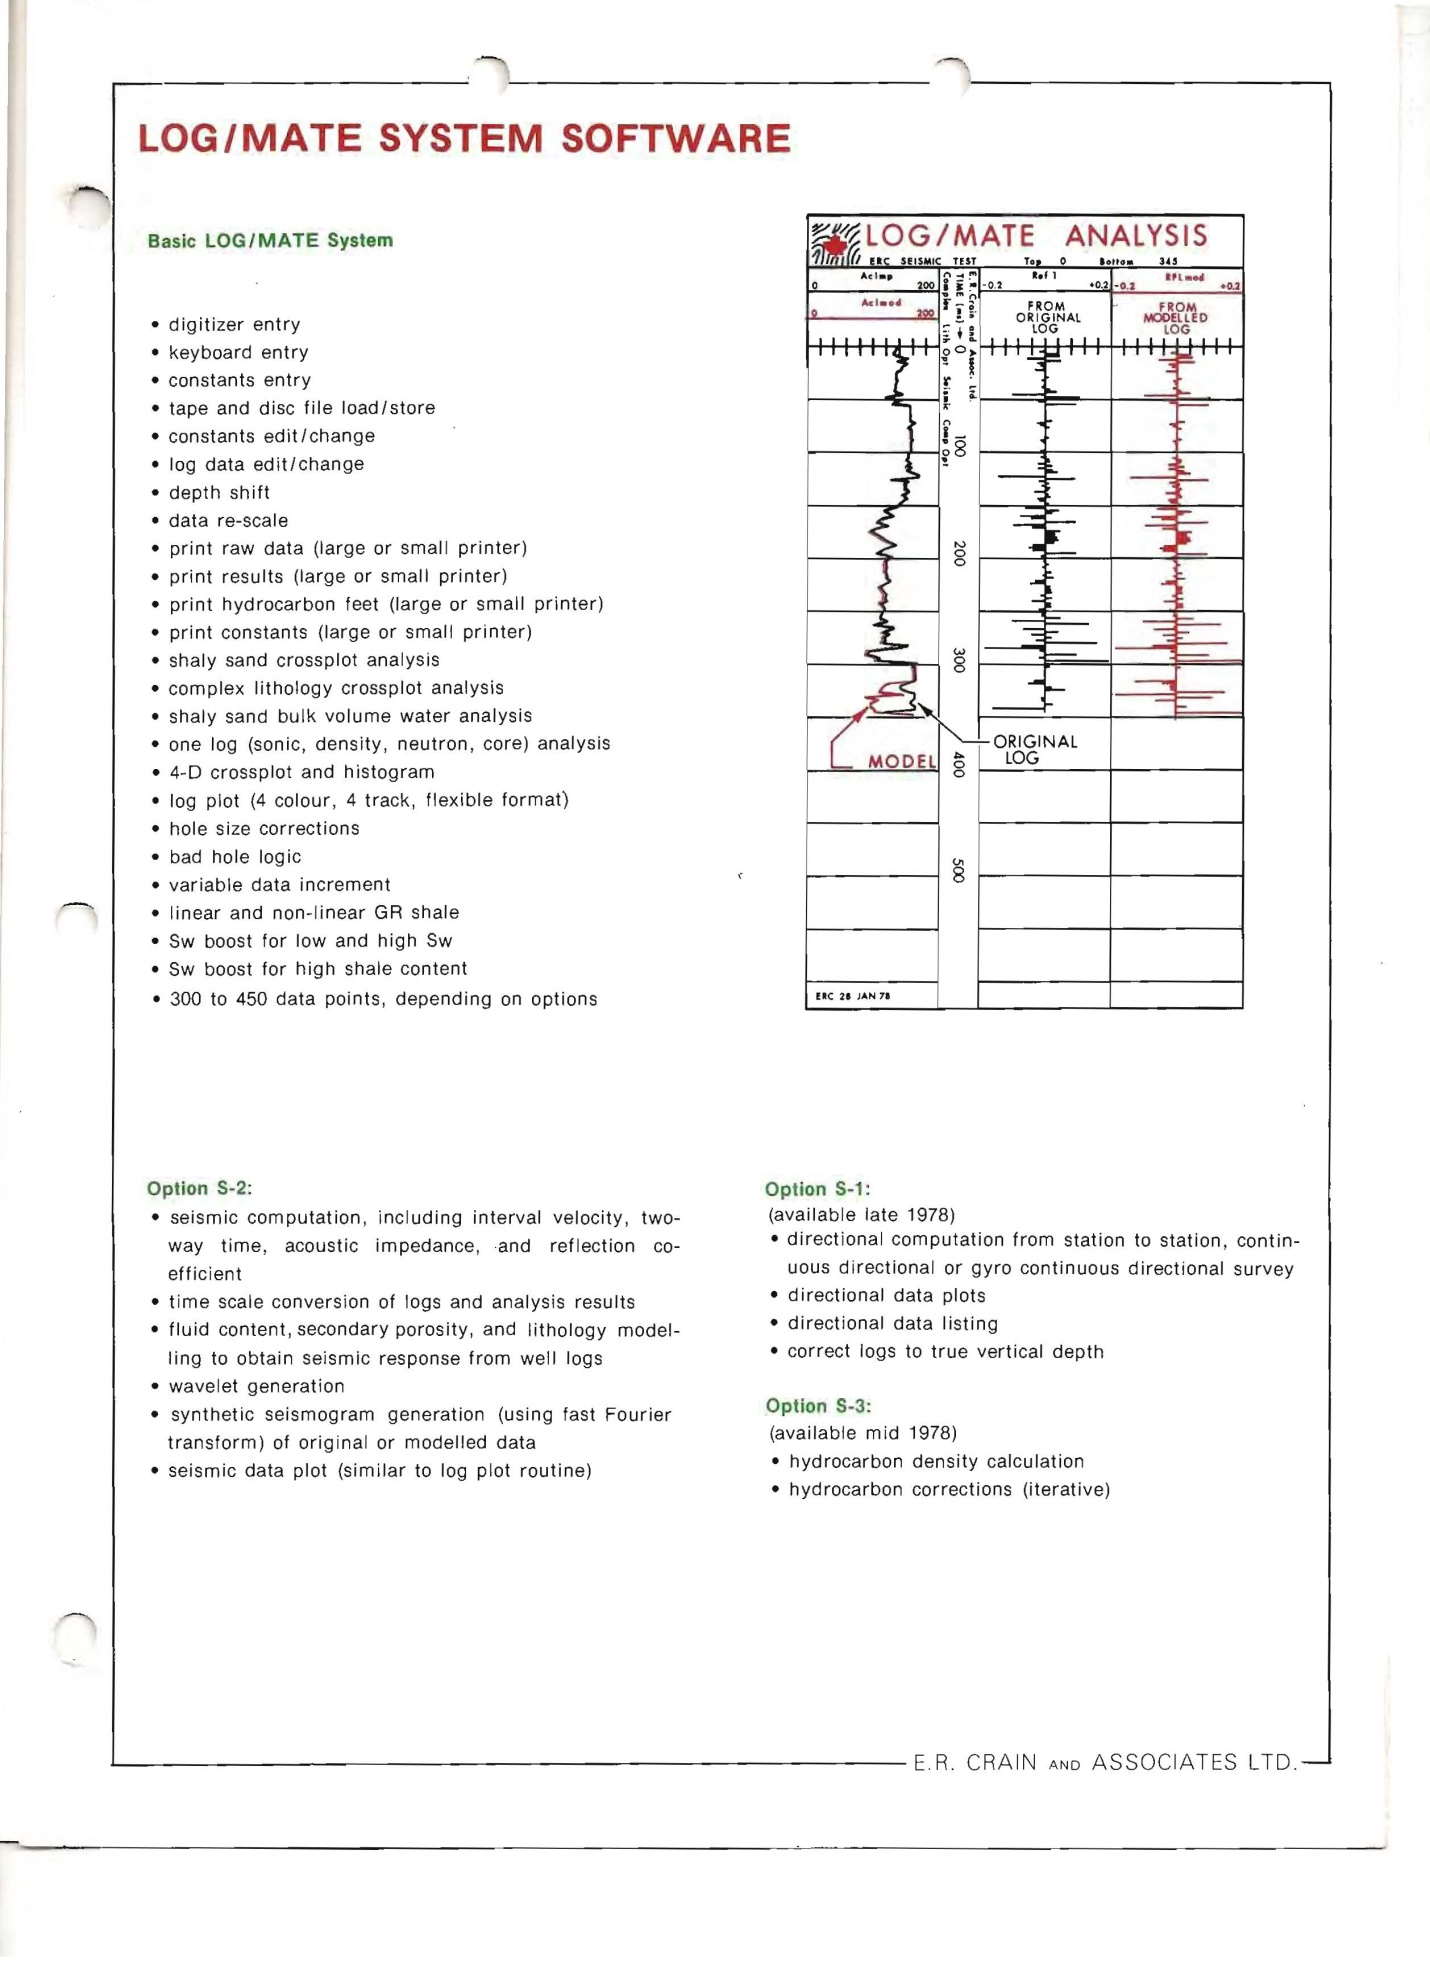 LOG/MATE SYSTEM SOFTWARE
Basic LOG/MATE System
• digitizer entry
• keyboard entry
• constants entry
• tape and disc file load/store
• constants edit/change
• log data edit/change
• depth shift
• data re-scale
• print raw data (large or small printer)
• print results (large or small printer)
• print hydrocarbon feet (large or small printer)
• print constants (large or small printer)
• shaly sand crossplot analysis
• complex lithology crossplot analysis
• shaly sand bulk volume water analysis
• one log (sonic, density, neutron, core) analysis
• 4-D crossplot and histogram
• log plot (4 colour, 4 track, flexible format)
• hole size corrections
• bad hole logic
• variable data increment
• linear and non-linear GR shale
• Sw boost for low and high Sw
• Sw boost for high shale content
• 300 to 450 data points, depending on options
LOG/MATE ANALYSIS
ERC SEISMIC TEST Top 0 Bottom 345
AcImp
0 200
AcImod
0 200
E.R. Crain and Assoc. Ltd.
TIME (ms) → 0 100 200 300 400 500
Complex Lith Opt Seismic Comp Opt
Ref 1
-0.2 +0.2
FROM
ORIGINAL
LOG
RFLmod
-0.2 +0.2
FROM
MODELLED
LOG
MODEL
ORIGINAL
LOG
ERC 28 JAN 78
Option S-2:
• seismic computation, including interval velocity, two-
way time, acoustic impedance, and reflection co-
efficient
• time scale conversion of logs and analysis results
• fluid content, secondary porosity, and lithology model-
ling to obtain seismic response from well logs
• wavelet generation
• synthetic seismogram generation (using fast Fourier
transform) of original or modelled data
• seismic data plot (similar to log plot routine)
Option S-1:
(available late 1978)
• directional computation from station to station, contin-
uous directional or gyro continuous directional survey
• directional data plots
• directional data listing
• correct logs to true vertical depth
Option S-3:
(available mid 1978)
• hydrocarbon density calculation
• hydrocarbon corrections (iterative)
E.R. CRAIN AND ASSOCIATES LTD.